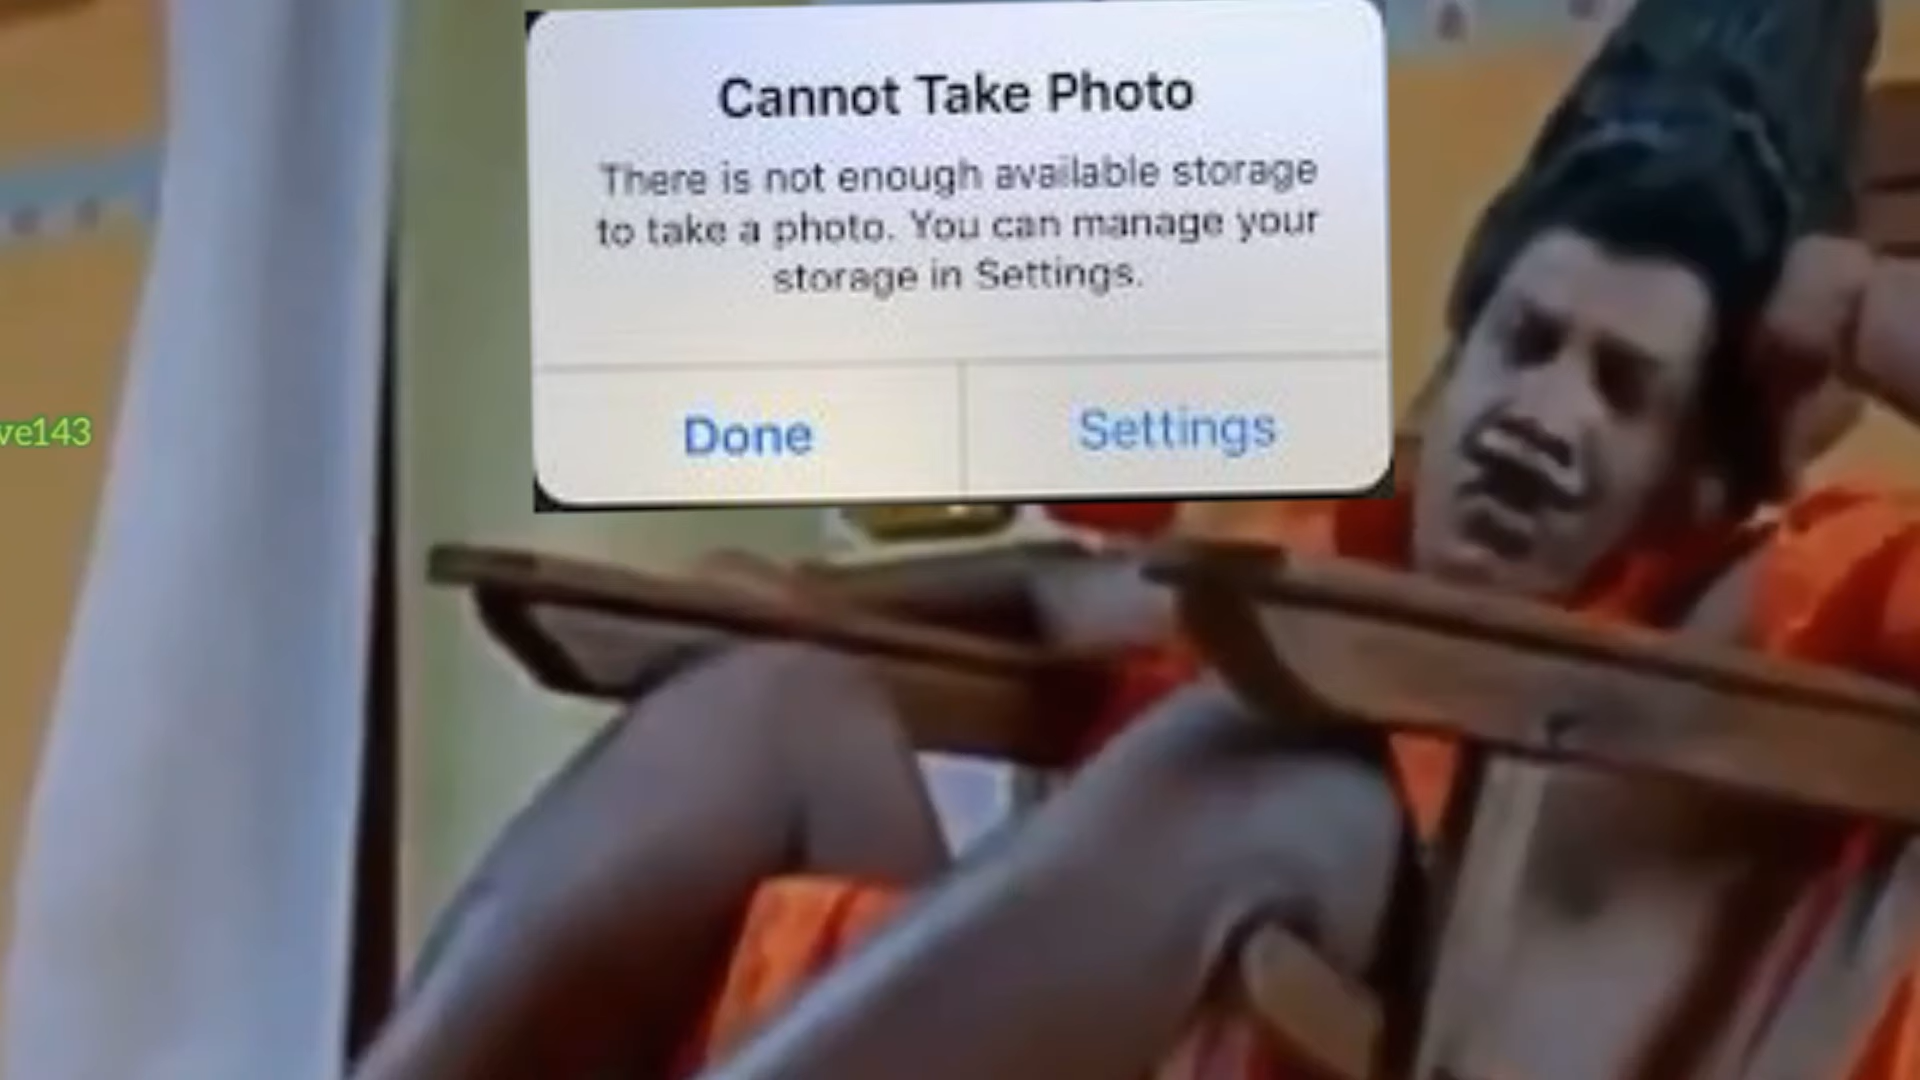 Cannot Take Photo
There is not enough available storage
to take a photo. You can manage your
storage in Settings.
Done
Settings
ve143